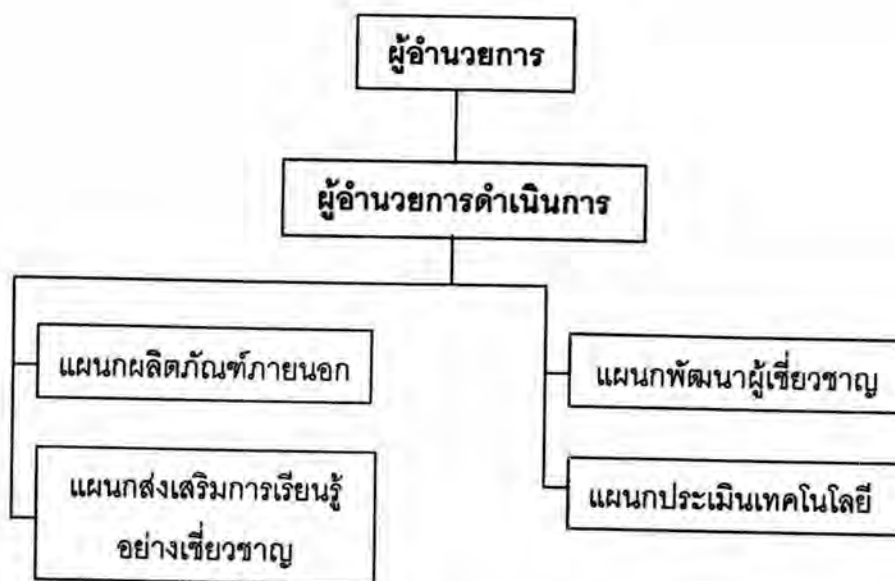 ผู้อำนวยการ
ผู้อำนวยการดำเนินการ
แผนกผลิตภัณฑ์ภายนอก
แผนกพัฒนาผู้เชี่ยวชาญ
แผนกส่งเสริมการเรียนรู้
อย่างเชี่ยวชาญ
แผนกประเมินเทคโนโลยี